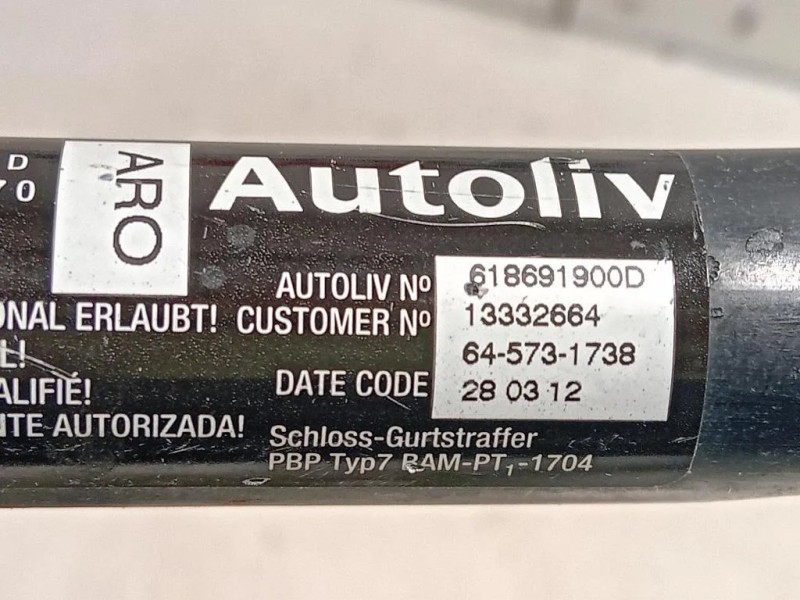 D
70
ARO
Autoliv
AUTOLIV Nº 618691900D
ONAL ERLAUBT! CUSTOMER Nº 13332664
L! 64-573-1738
ALIFIÉ! DATE CODE 28 03 12
NTE AUTORIZADA!
Schloss-Gurtstraffer
PBP Typ7 BAM-PT₁-1704